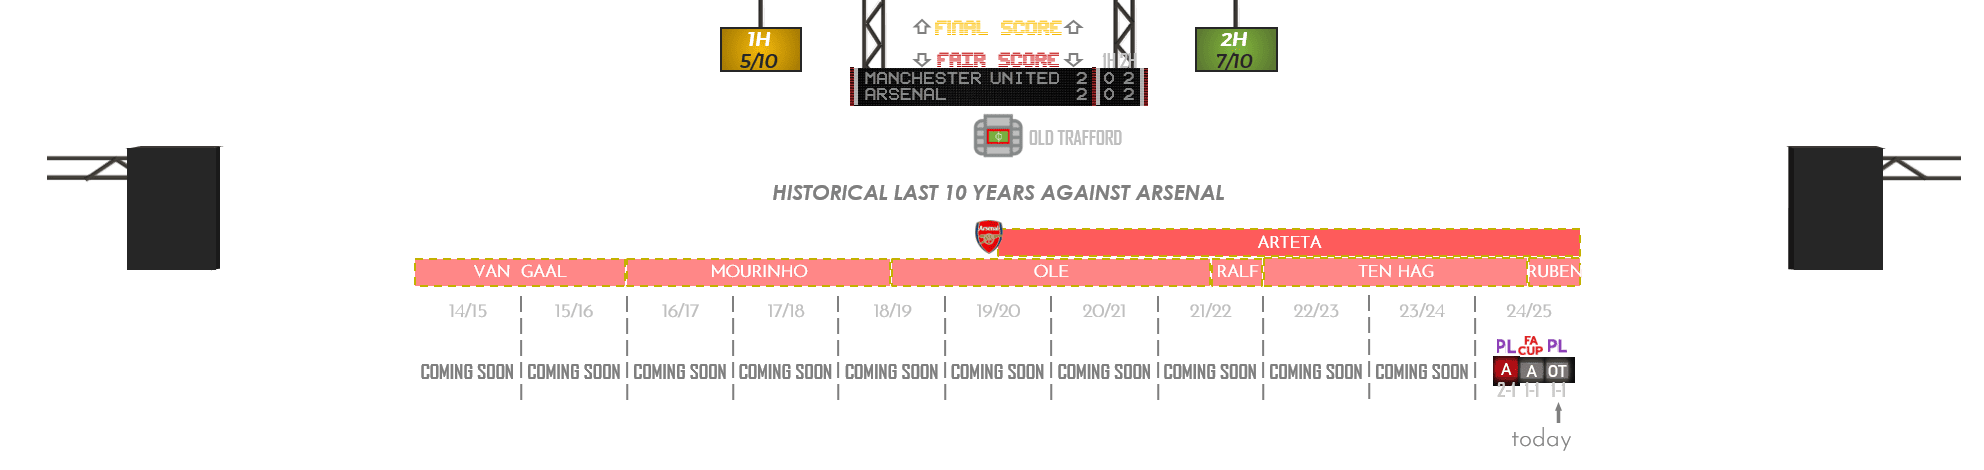 1H
5/10
FINAL SCORE
2H
7/10
FAIR SCORE
1H 2H
MANCHESTER UNITED 2 0 2
ARSENAL 2 0 2
OLD TRAFFORD
HISTORICAL LAST 10 YEARS AGAINST ARSENAL
Arsenal
ARTETA
VAN GAAL MOURINHO OLE RALF TEN HAG RUBEN
14/15 15/16 16/17 17/18 18/19 19/20 20/21 21/22 22/23 23/24 24/25
PL FA CUP PL
COMING SOON COMING SOON COMING SOON COMING SOON COMING SOON COMING SOON COMING SOON COMING SOON COMING SOON COMING SOON A A OT
2-1 1-1 1-1
today